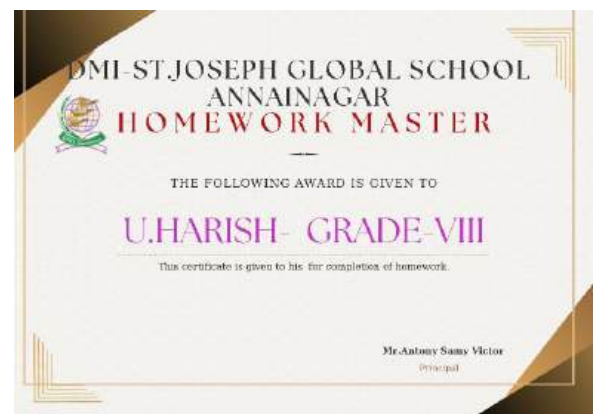 DMI-ST.JOSEPH GLOBAL SCHOOL
ANNAINAGAR
HOMEWORK MASTER
THE FOLLOWING AWARD IS GIVEN TO
U.HARISH- GRADE-VIII
This certificate is given to his for completion of homework.
Mr.Antony Samy Victor
Principal